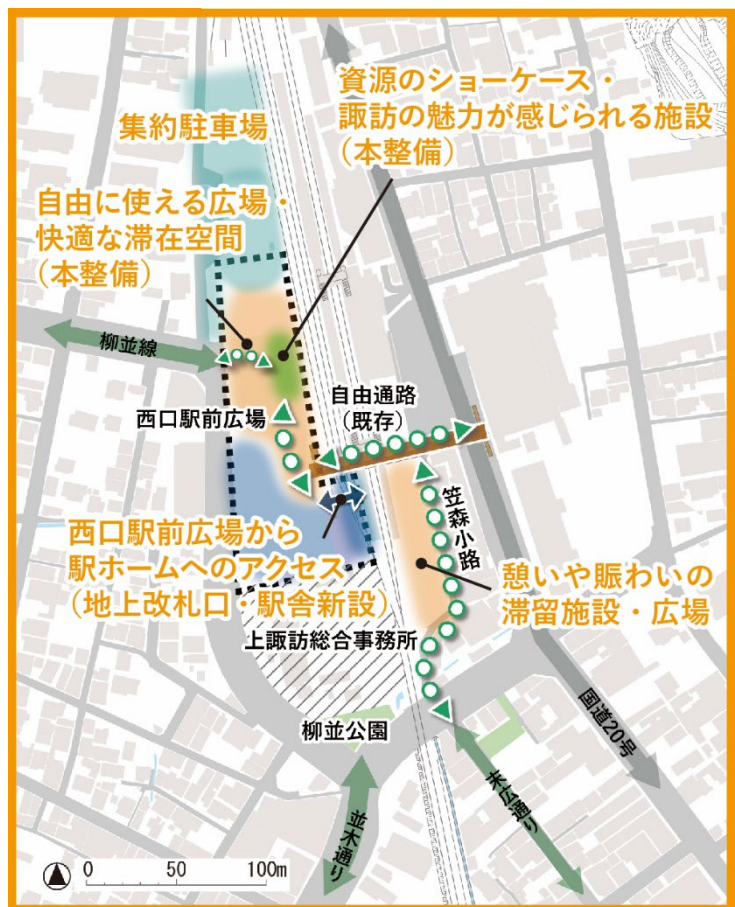 資源のショーケース・
諏訪の魅力が感じられる施設
（本整備）
集約駐車場
自由に使える広場・
快適な滞在空間
（本整備）
柳並線
自由通路
（既存）
西口駅前広場
笠森小路
西口駅前広場から
駅ホームへのアクセス
（地上改札口・駅舎新設）
憩いや賑わいの
滞留施設・広場
上諏訪総合事務所
国道20号
柳並公園
末広通り
並木通り
0 50 100m